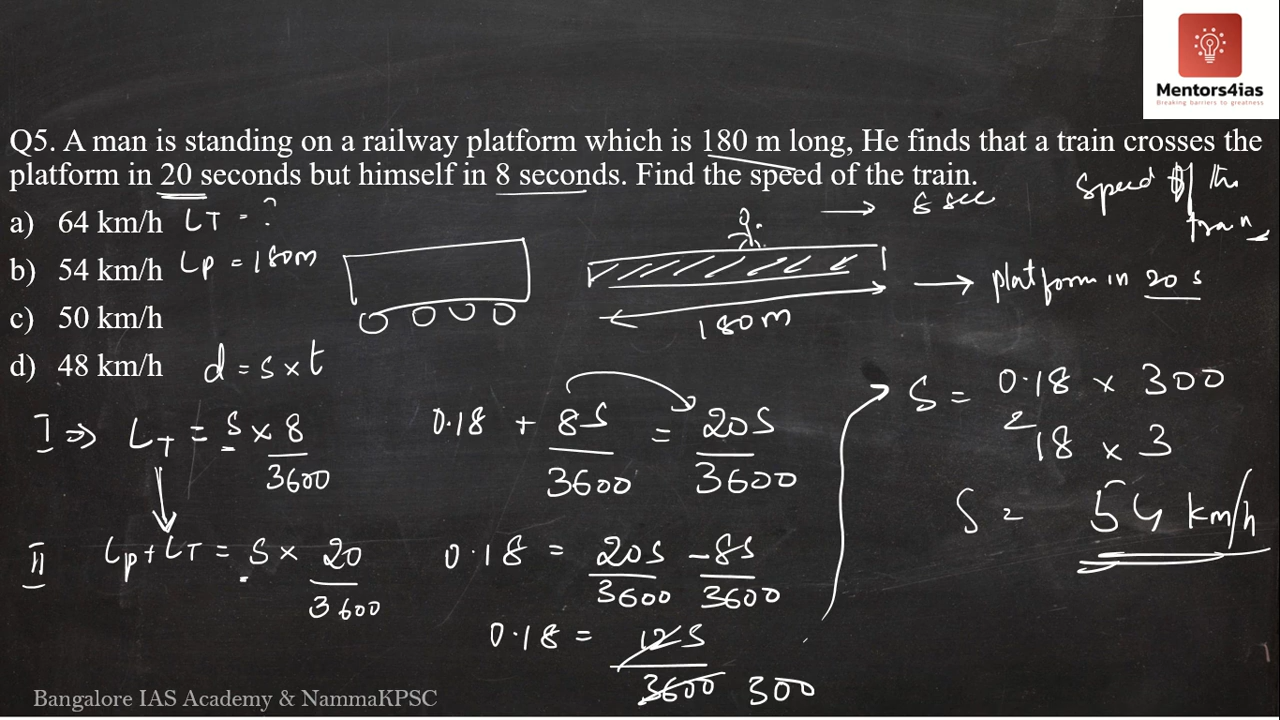 Mentors4ias
Breaking barriers to greatness
Q5. A man is standing on a railway platform which is 180 m long, He finds that a train crosses the
platform in 20 seconds but himself in 8 seconds. Find the speed of the train.
a) 64 km/h
b) 54 km/h
c) 50 km/h
d) 48 km/h
LT = ?
Lp = 180m
8 sec
Speed of the
train
platform in 20 s
180m
d = s x t
I ⇒ LT = S x 8/3600
II Lp + LT = S x 20/3600
0.18 + 8S/3600 = 20S/3600
0.18 = 20S/3600 - 8S/3600
0.18 = 12S/3600 300
S = 0.18 x 300
= 18 x 3
S = 54 km/h
Bangalore IAS Academy & NammaKPSC